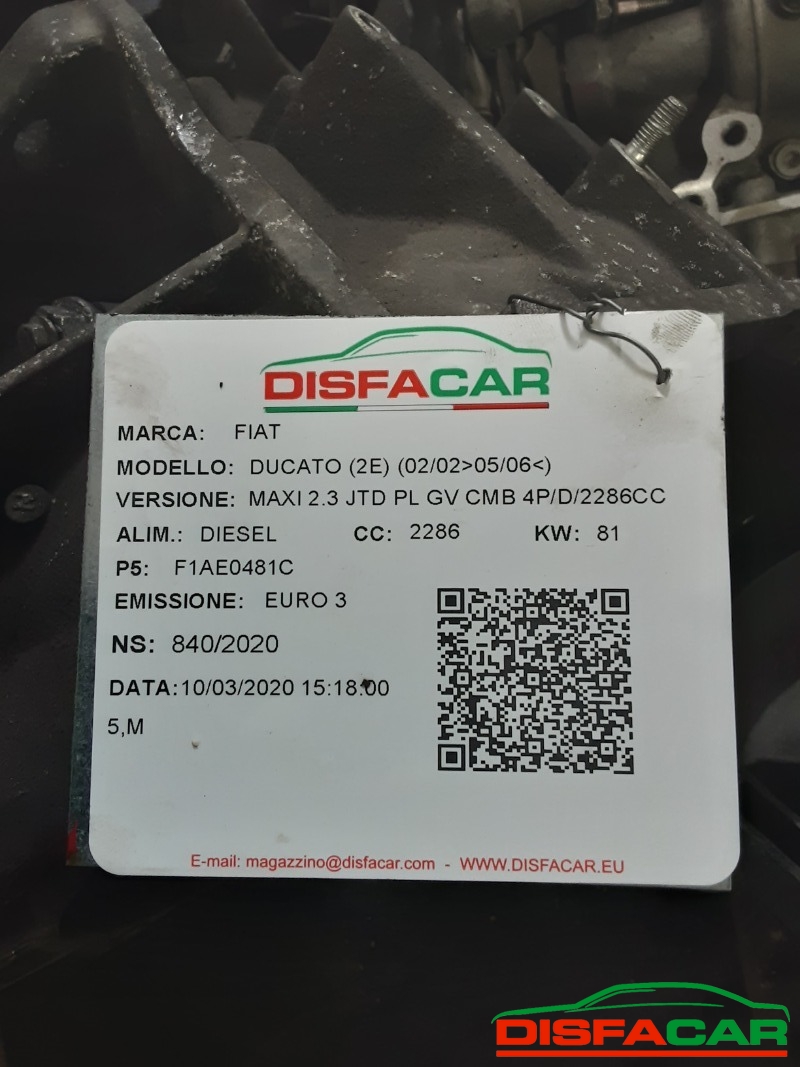 DISFACAR
MARCA: FIAT
MODELLO: DUCATO (2E) (02/02>05/06<)
VERSIONE: MAXI 2.3 JTD PL GV CMB 4P/D/2286CC
ALIM.: DIESEL CC: 2286 KW: 81
P5: F1AE0481C
EMISSIONE: EURO 3
NS: 840/2020
DATA:10/03/2020 15:18:00
5,M
E-mail: magazzino@disfacar.com - WWW.DISFACAR.EU
DISFACAR